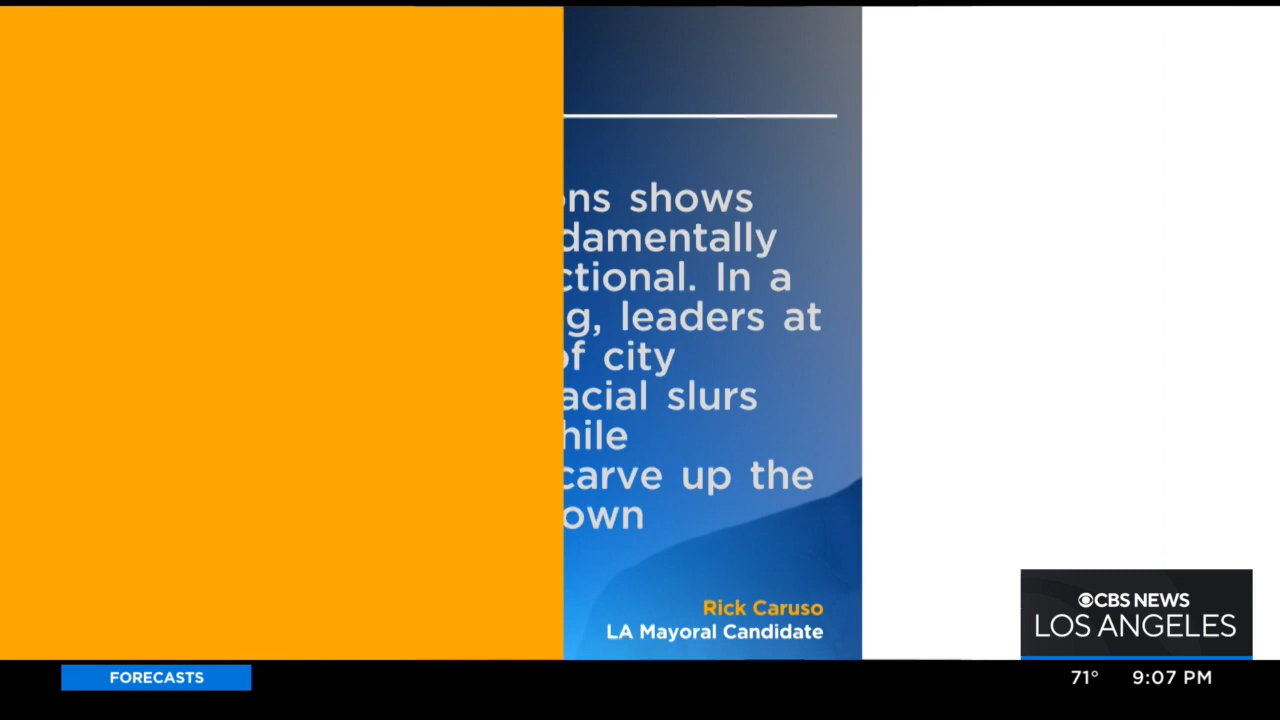 ns shows
damentally
ctional. In a
g, leaders at
of city
acial slurs
hile
carve up the
own
Rick Caruso
LA Mayoral Candidate
CBS NEWS
LOS ANGELES
FORECASTS
71° 9:07 PM